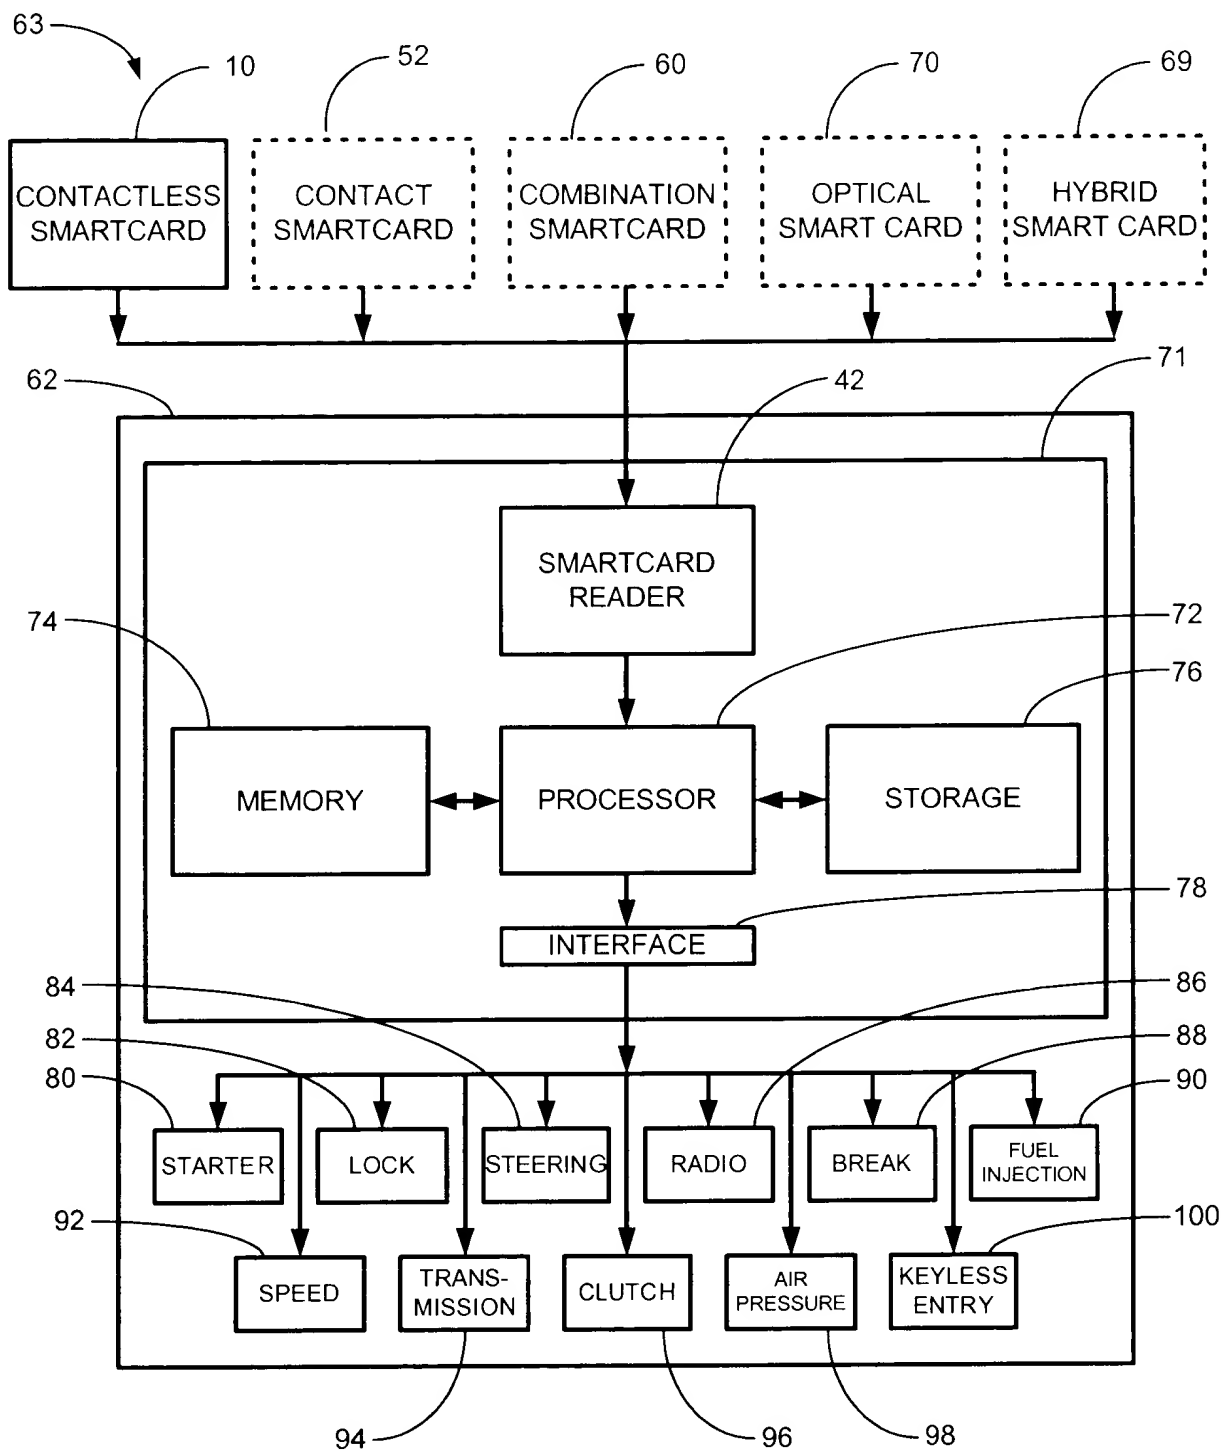 63
10
52
60
70
69
CONTACTLESS
SMARTCARD
CONTACT
SMARTCARD
COMBINATION
SMARTCARD
OPTICAL
SMART CARD
HYBRID
SMART CARD
62
42
71
SMARTCARD
READER
74
72
76
MEMORY
PROCESSOR
STORAGE
78
INTERFACE
84
86
82
88
80
90
STARTER
LOCK
STEERING
RADIO
BREAK
FUEL
INJECTION
92
100
SPEED
TRANS-
MISSION
CLUTCH
AIR
PRESSURE
KEYLESS
ENTRY
94
96
98